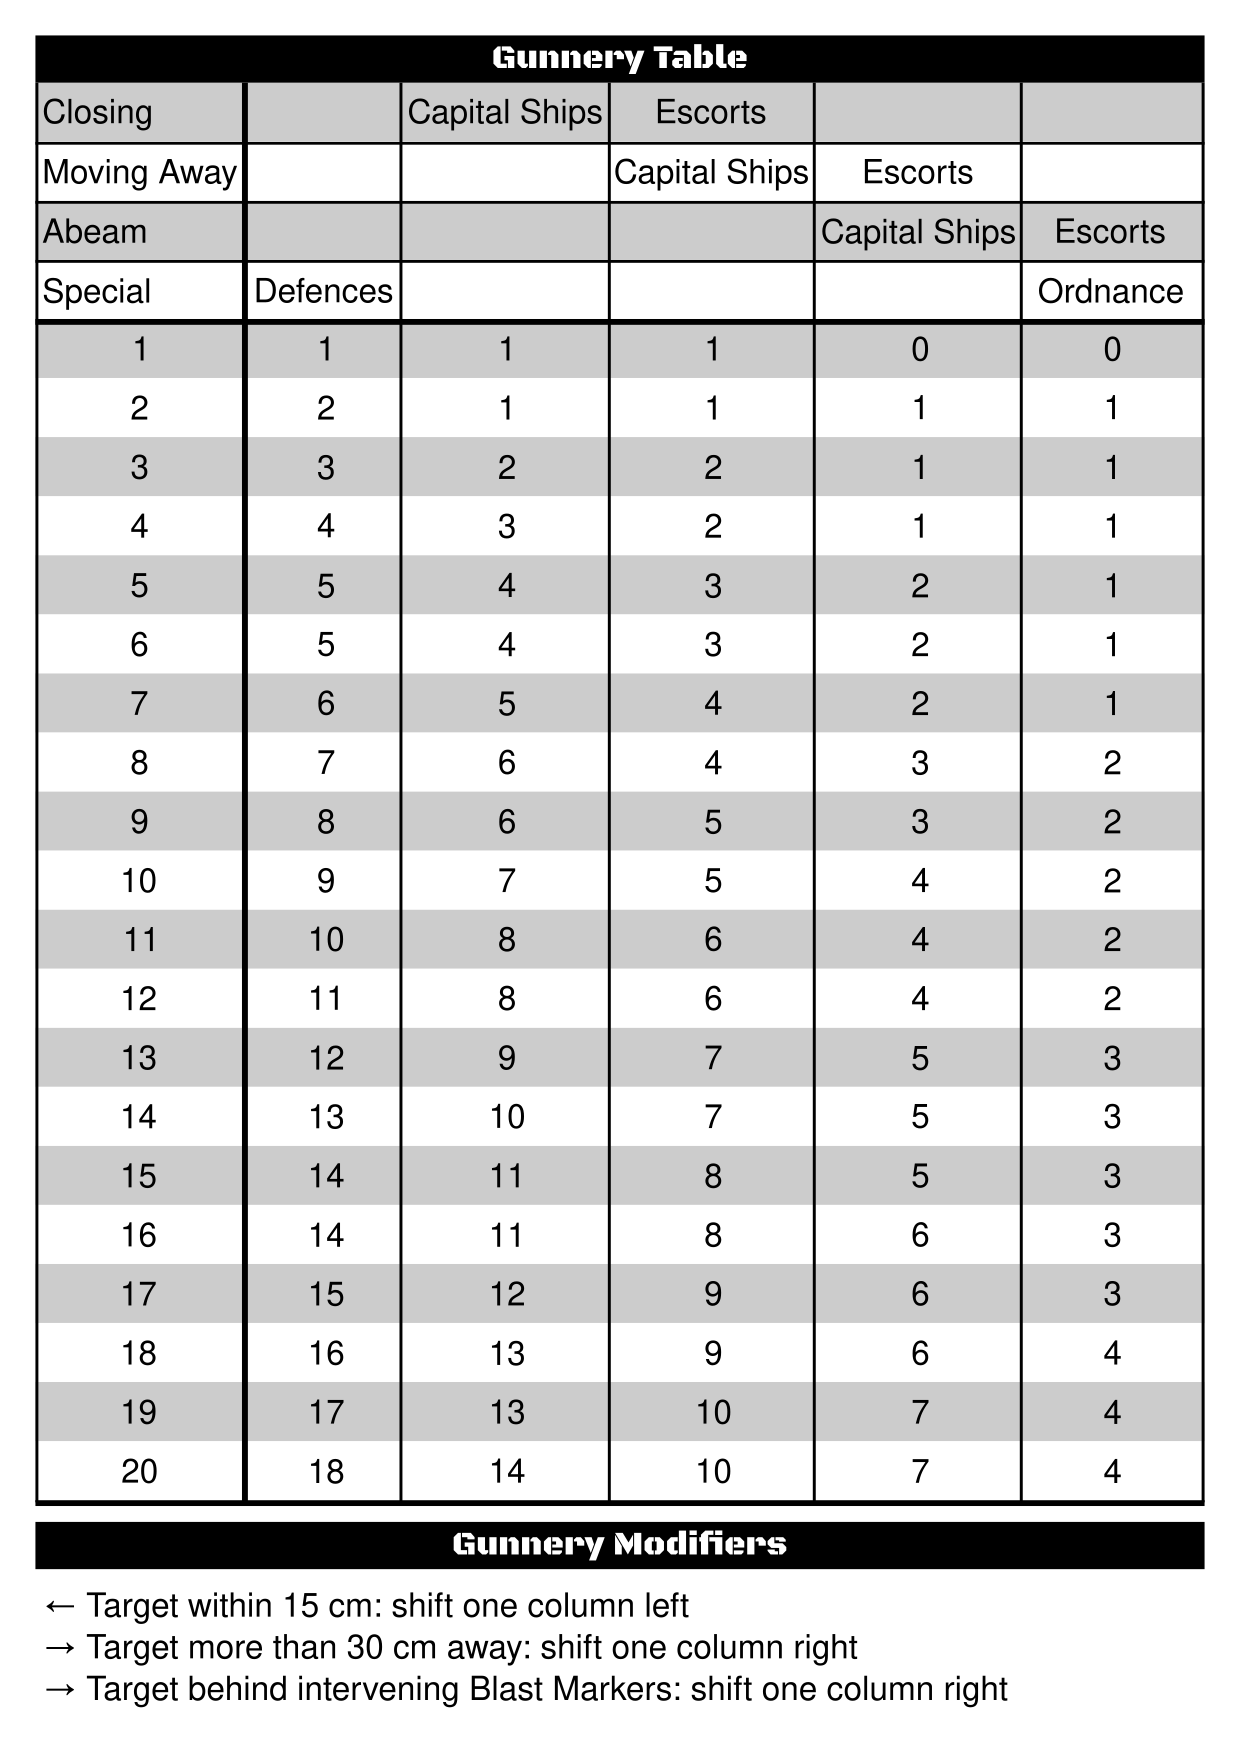 Gunnery Table
Closing Capital Ships Escorts
Moving Away Capital Ships Escorts
Abeam Capital Ships Escorts
Special Defences Ordnance
1 1 1 1 0 0
2 2 1 1 1 1
3 3 2 2 1 1
4 4 3 2 1 1
5 5 4 3 2 1
6 5 4 3 2 1
7 6 5 4 2 1
8 7 6 4 3 2
9 8 6 5 3 2
10 9 7 5 4 2
11 10 8 6 4 2
12 11 8 6 4 2
13 12 9 7 5 3
14 13 10 7 5 3
15 14 11 8 5 3
16 14 11 8 6 3
17 15 12 9 6 3
18 16 13 9 6 4
19 17 13 10 7 4
20 18 14 10 7 4
Gunnery Modifiers
← Target within 15 cm: shift one column left
→ Target more than 30 cm away: shift one column right
→ Target behind intervening Blast Markers: shift one column right